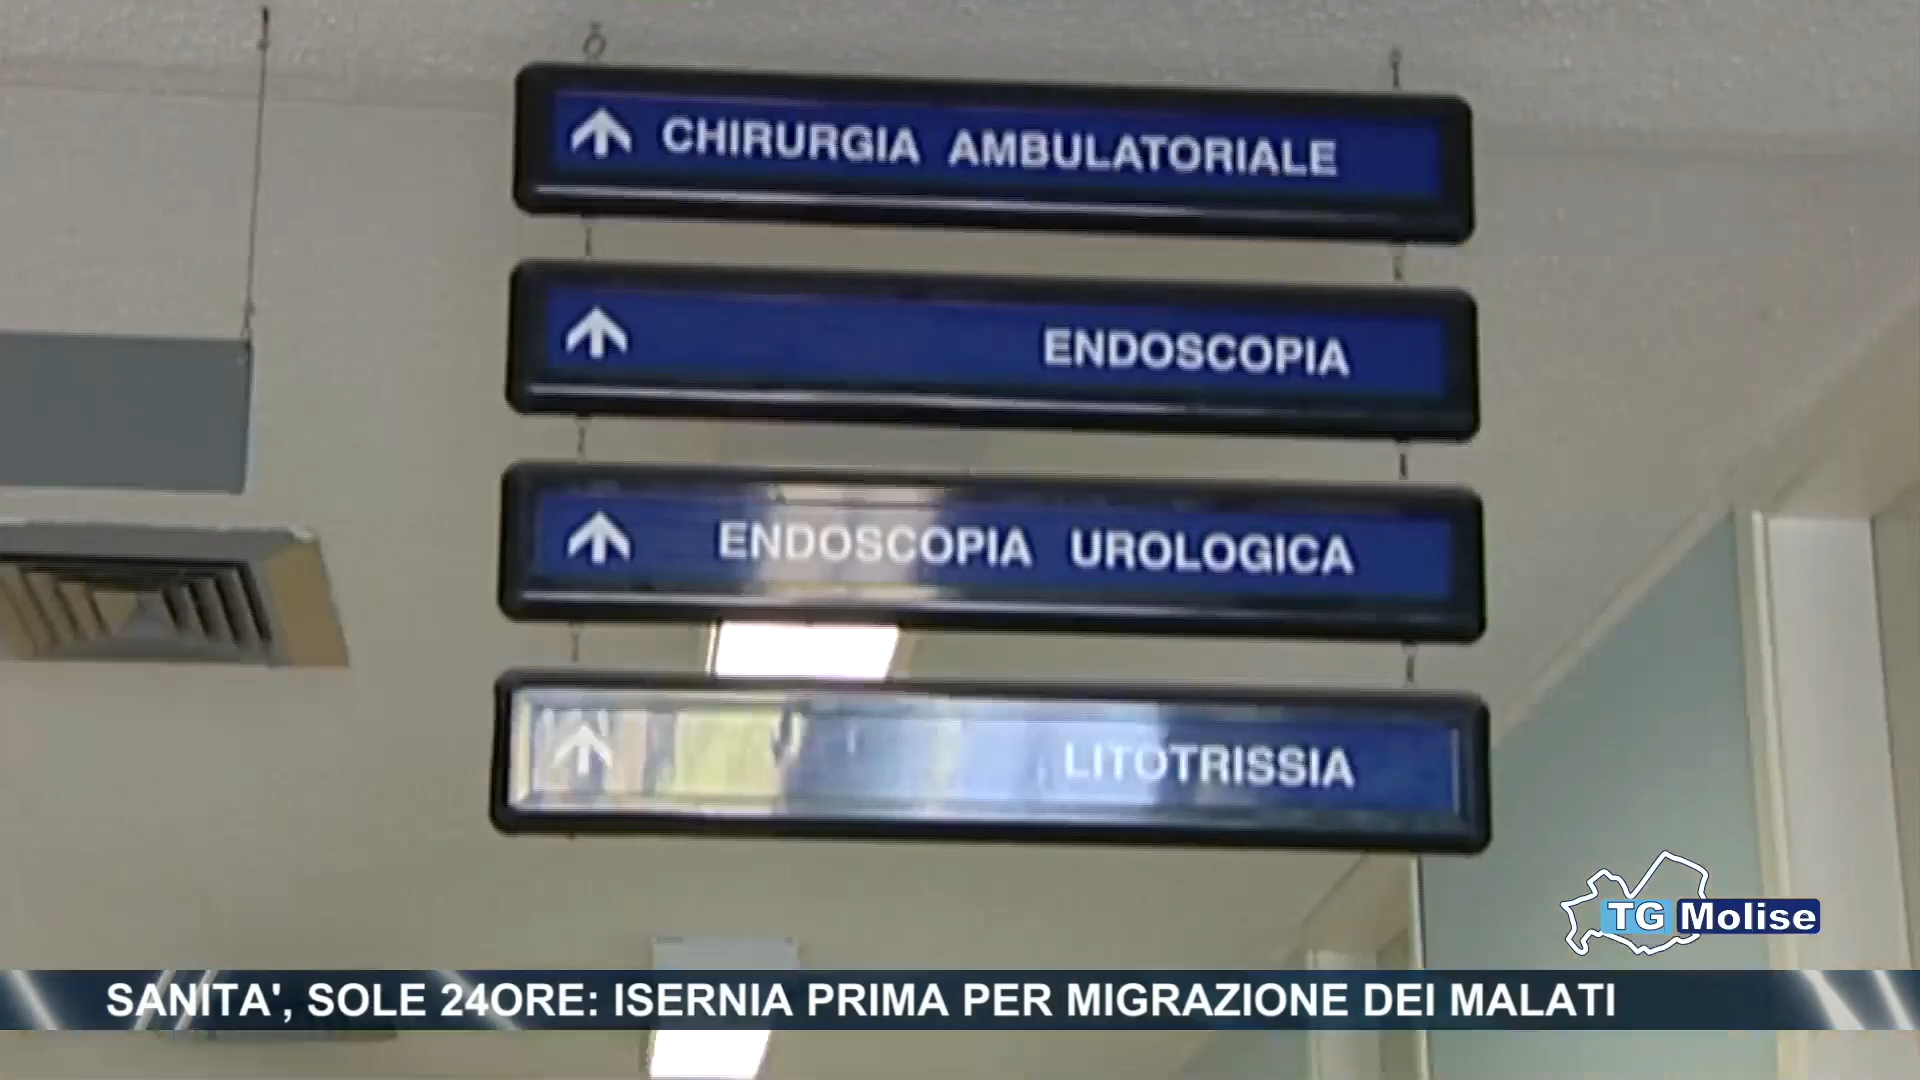 CHIRURGIA AMBULATORIALE
ENDOSCOPIA
ENDOSCOPIA UROLOGICA
LITOTRISSIA
TG Molise
SANITA', SOLE 24ORE: ISERNIA PRIMA PER MIGRAZIONE DEI MALATI